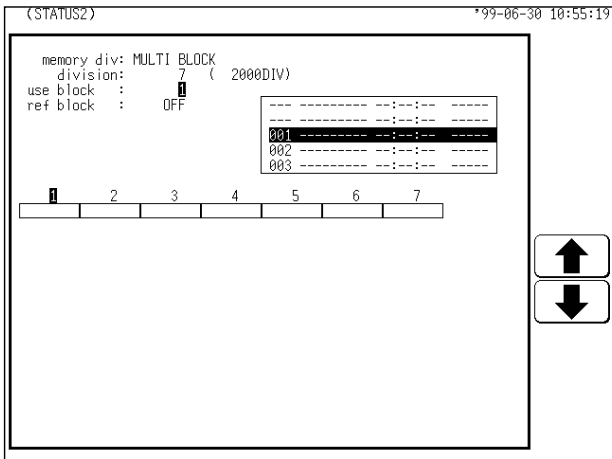 (STATUS2) '99-06-30 10:55:19
memory div: MULTI BLOCK
division: 7 ( 2000DIV)
use block : 1
ref block : OFF
--- --------- --:--:-- -----
--- --------- --:--:-- -----
001 --------- --:--:-- -----
002 --------- --:--:-- -----
003 --------- --:--:-- -----
1 2 3 4 5 6 7